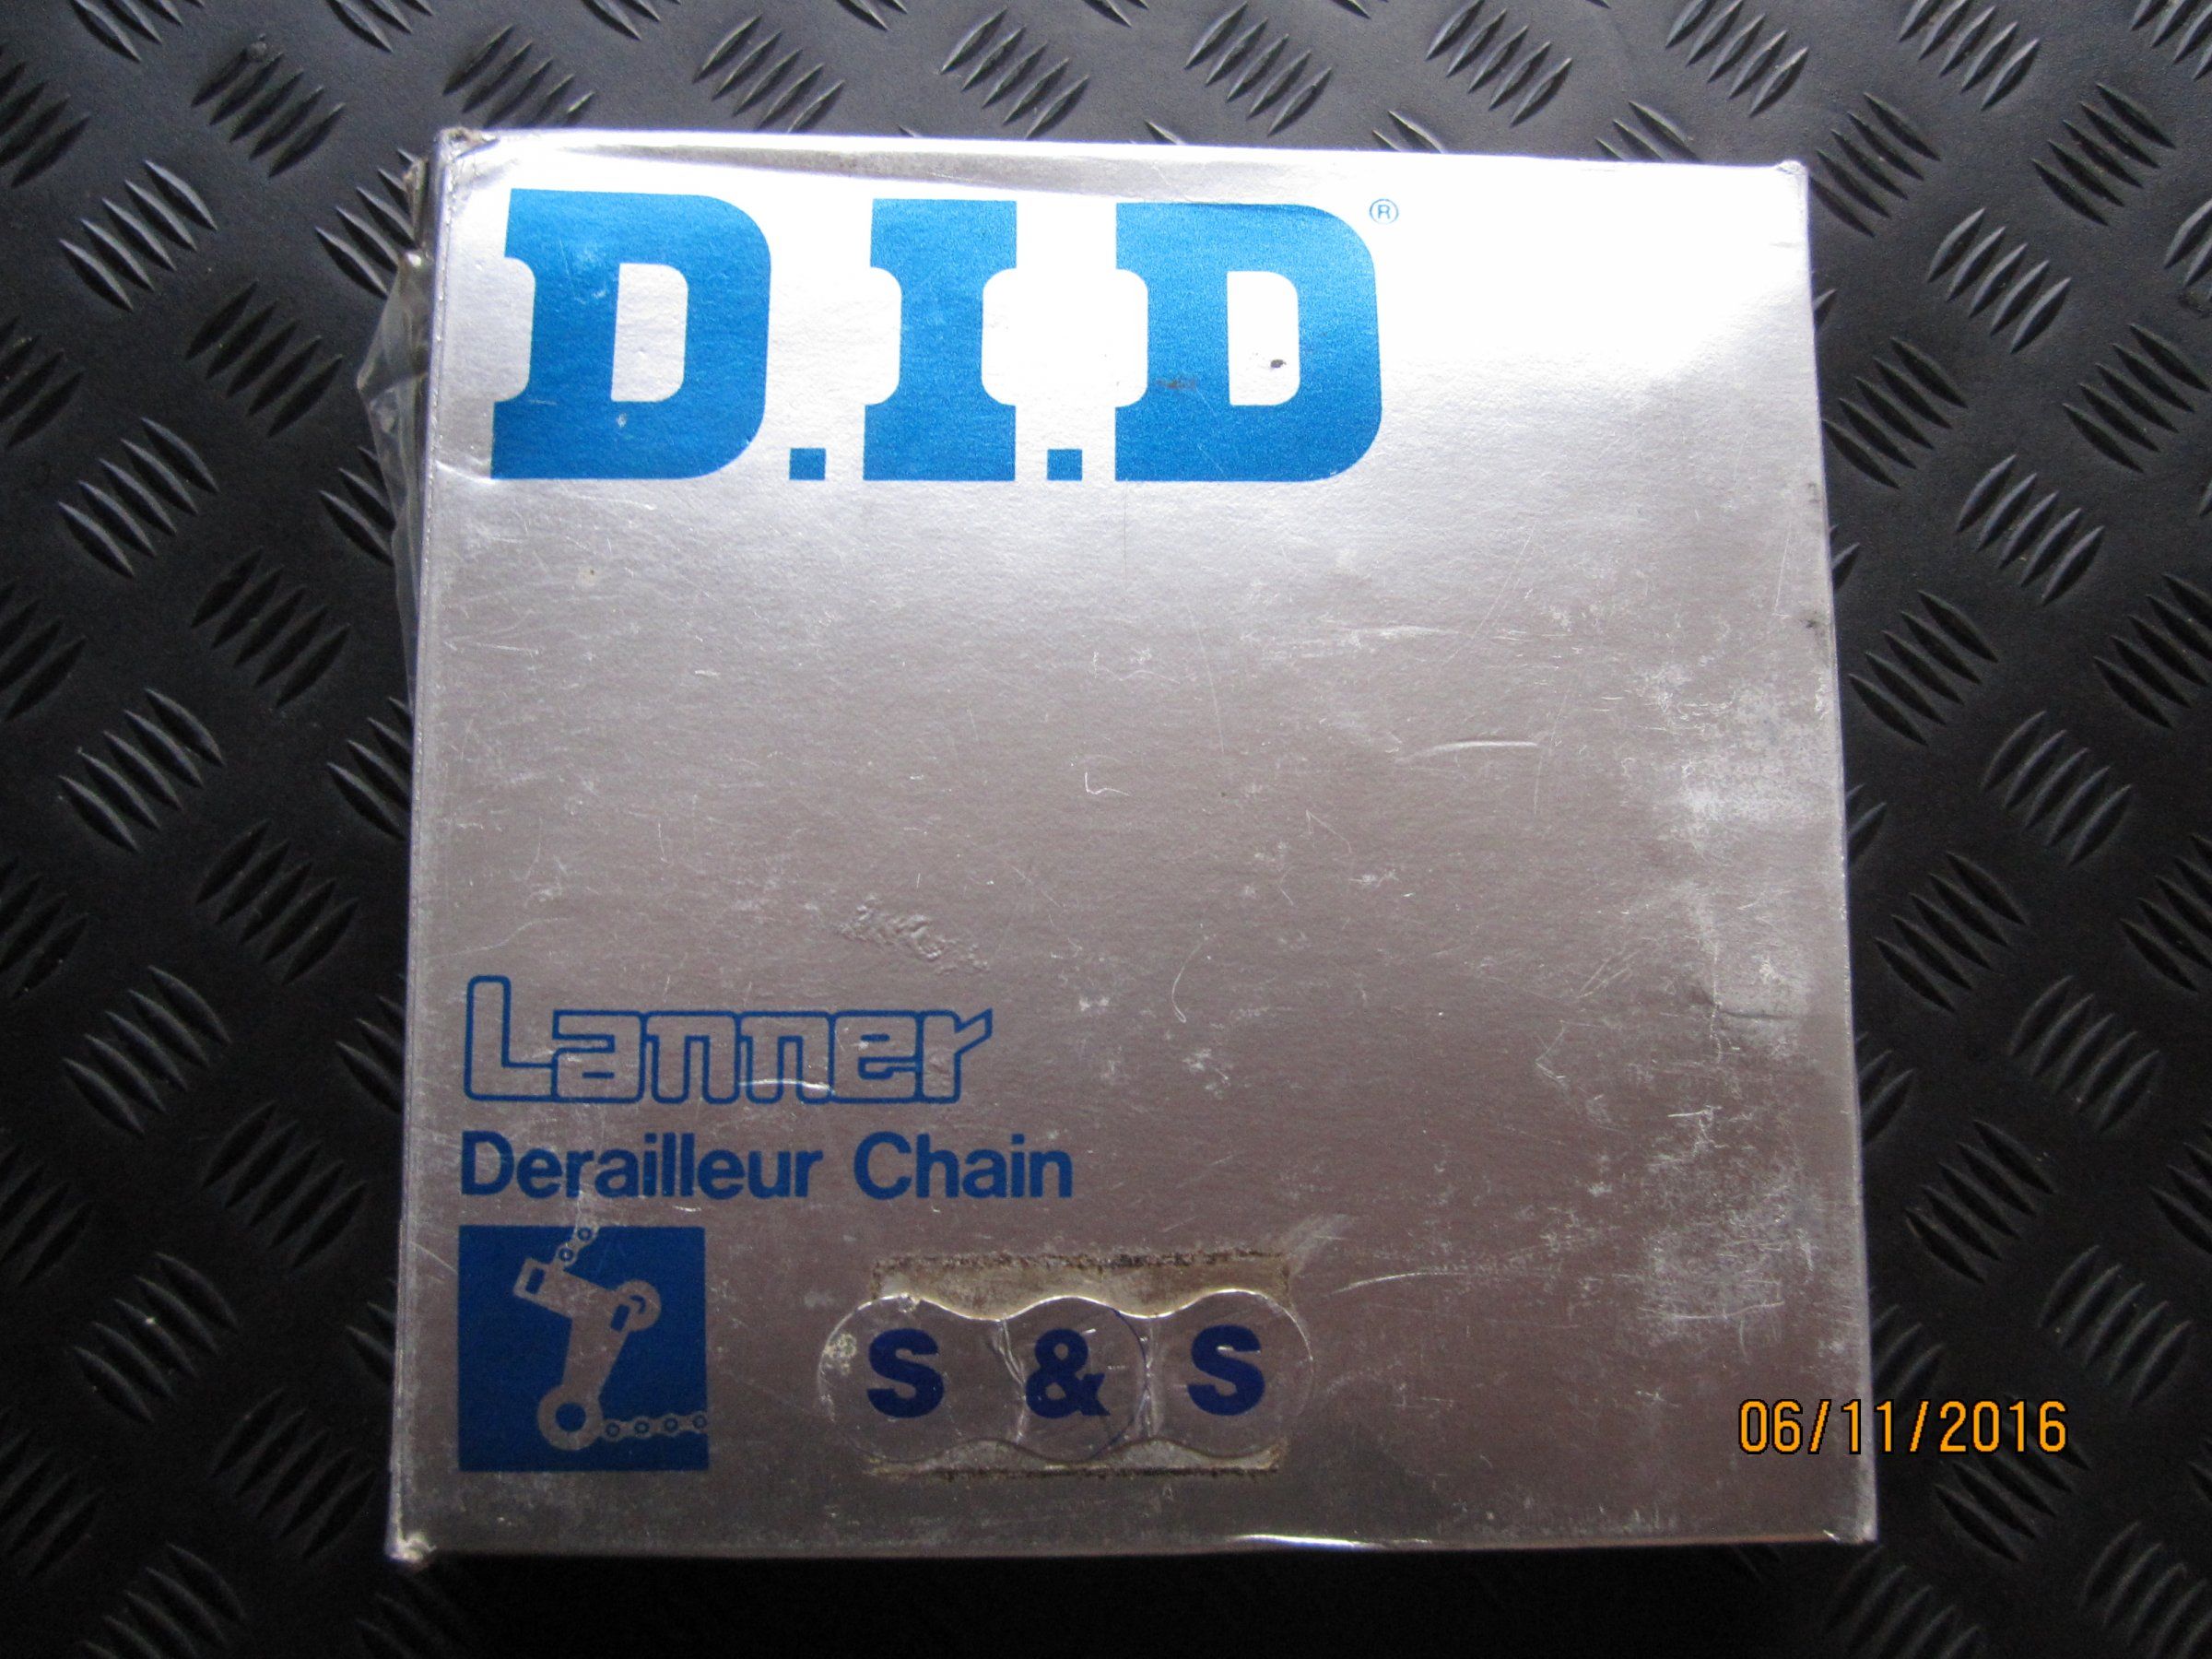 D.I.D®
Lanner
Derailleur Chain
S & S
06/11/2016